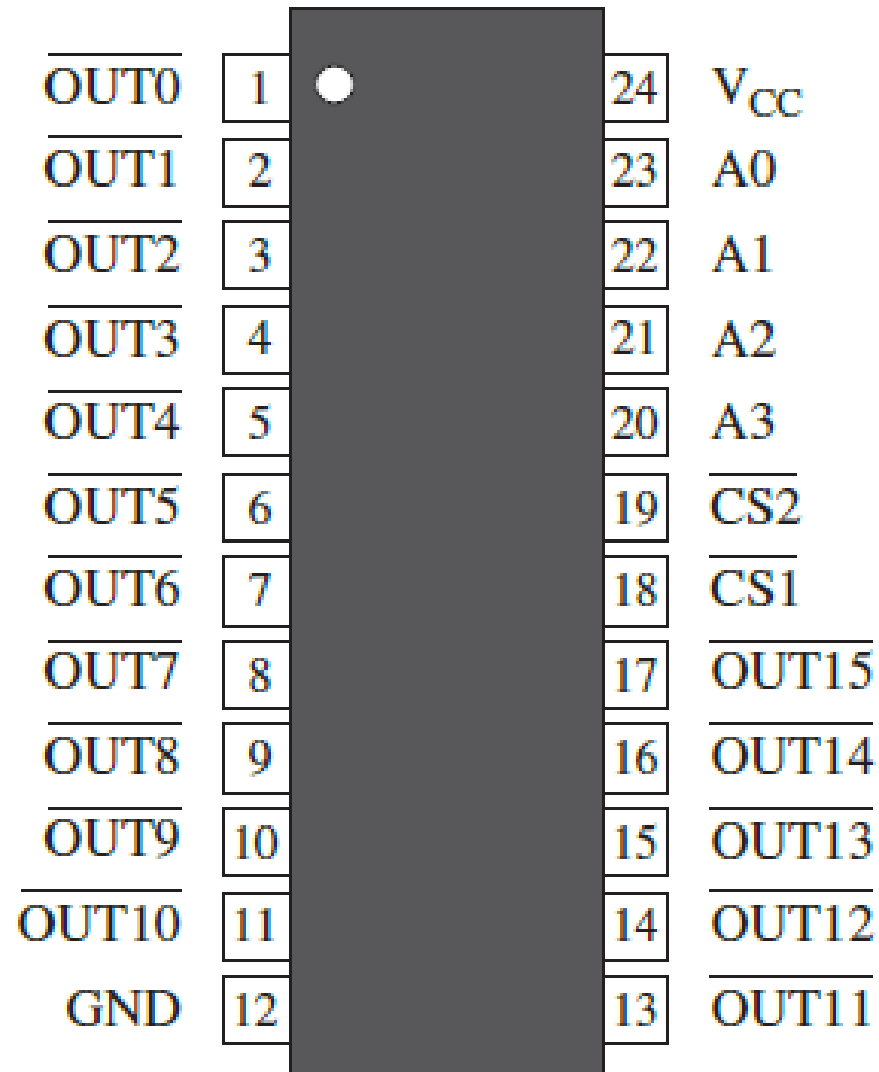 OUT0 1 24 VCC
OUT1 2 23 A0
OUT2 3 22 A1
OUT3 4 21 A2
OUT4 5 20 A3
OUT5 6 19 CS2
OUT6 7 18 CS1
OUT7 8 17 OUT15
OUT8 9 16 OUT14
OUT9 10 15 OUT13
OUT10 11 14 OUT12
GND 12 13 OUT11